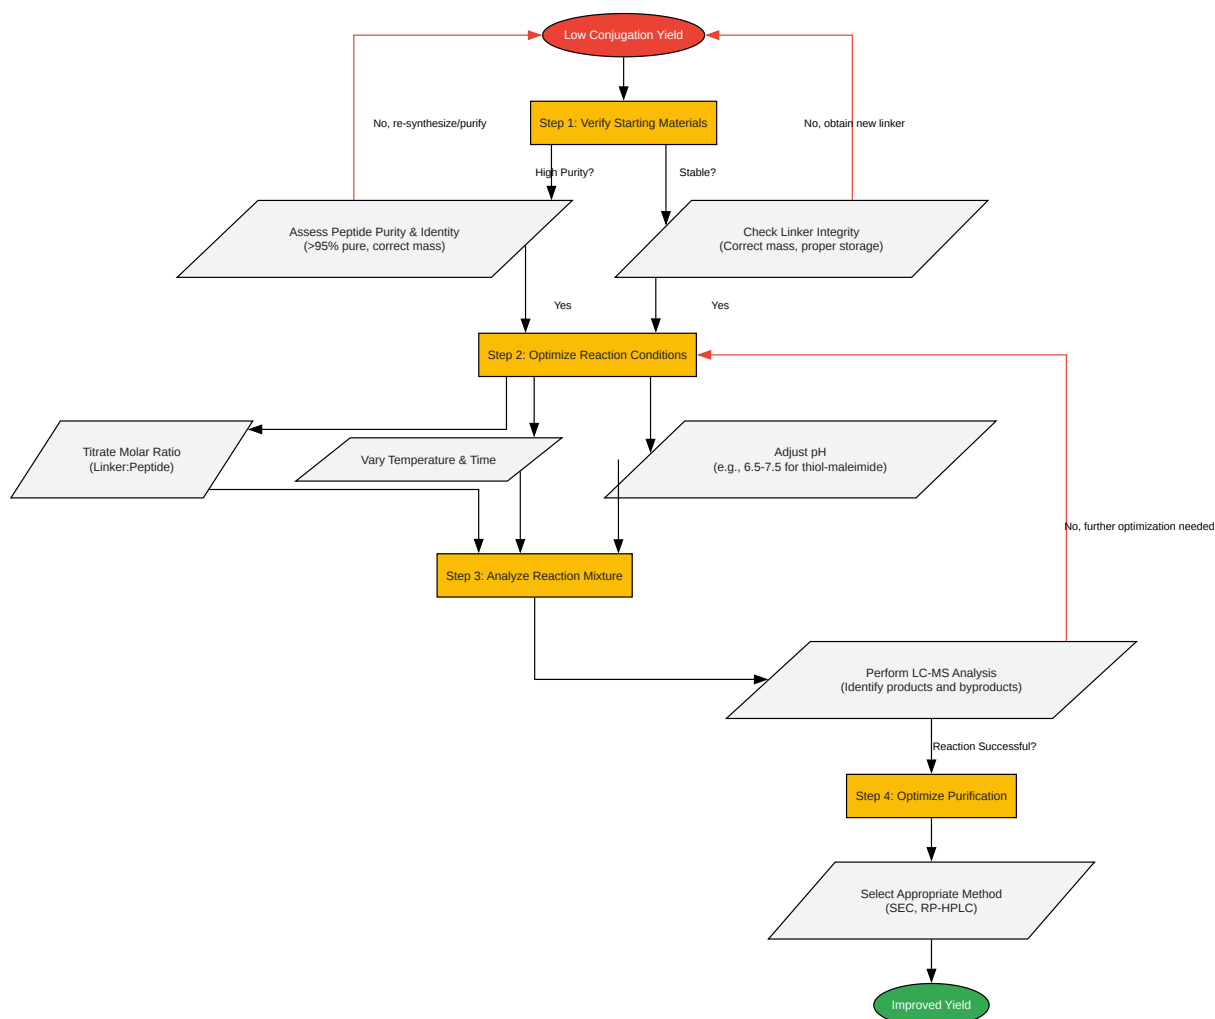 Low Conjugation Yield
No, re-synthesize/purify
Step 1: Verify Starting Materials
No, obtain new linker
High Purity?
Stable?
Assess Peptide Purity & Identity
(>95% pure, correct mass)
Check Linker Integrity
(Correct mass, proper storage)
Yes
Yes
Step 2: Optimize Reaction Conditions
Titrate Molar Ratio
(Linker:Peptide)
Vary Temperature & Time
Adjust pH
(e.g., 6.5-7.5 for thiol-maleimide)
No, further optimization needed
Step 3: Analyze Reaction Mixture
Perform LC-MS Analysis
(Identify products and byproducts)
Reaction Successful?
Step 4: Optimize Purification
Select Appropriate Method
(SEC, RP-HPLC)
Improved Yield